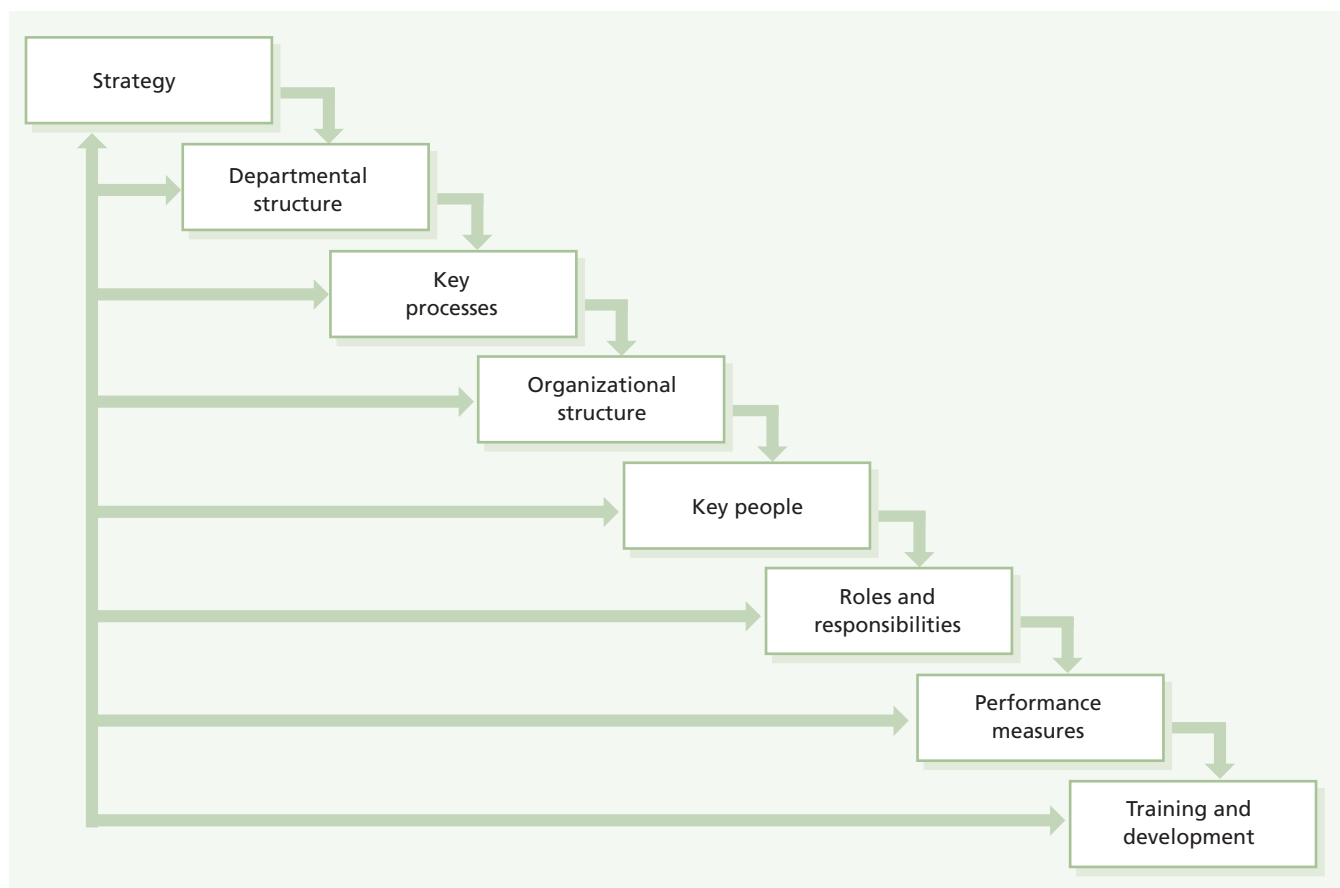 Strategy
Departmental
structure
Key
processes
Organizational
structure
Key people
Roles and
responsibilities
Performance
measures
Training and
development